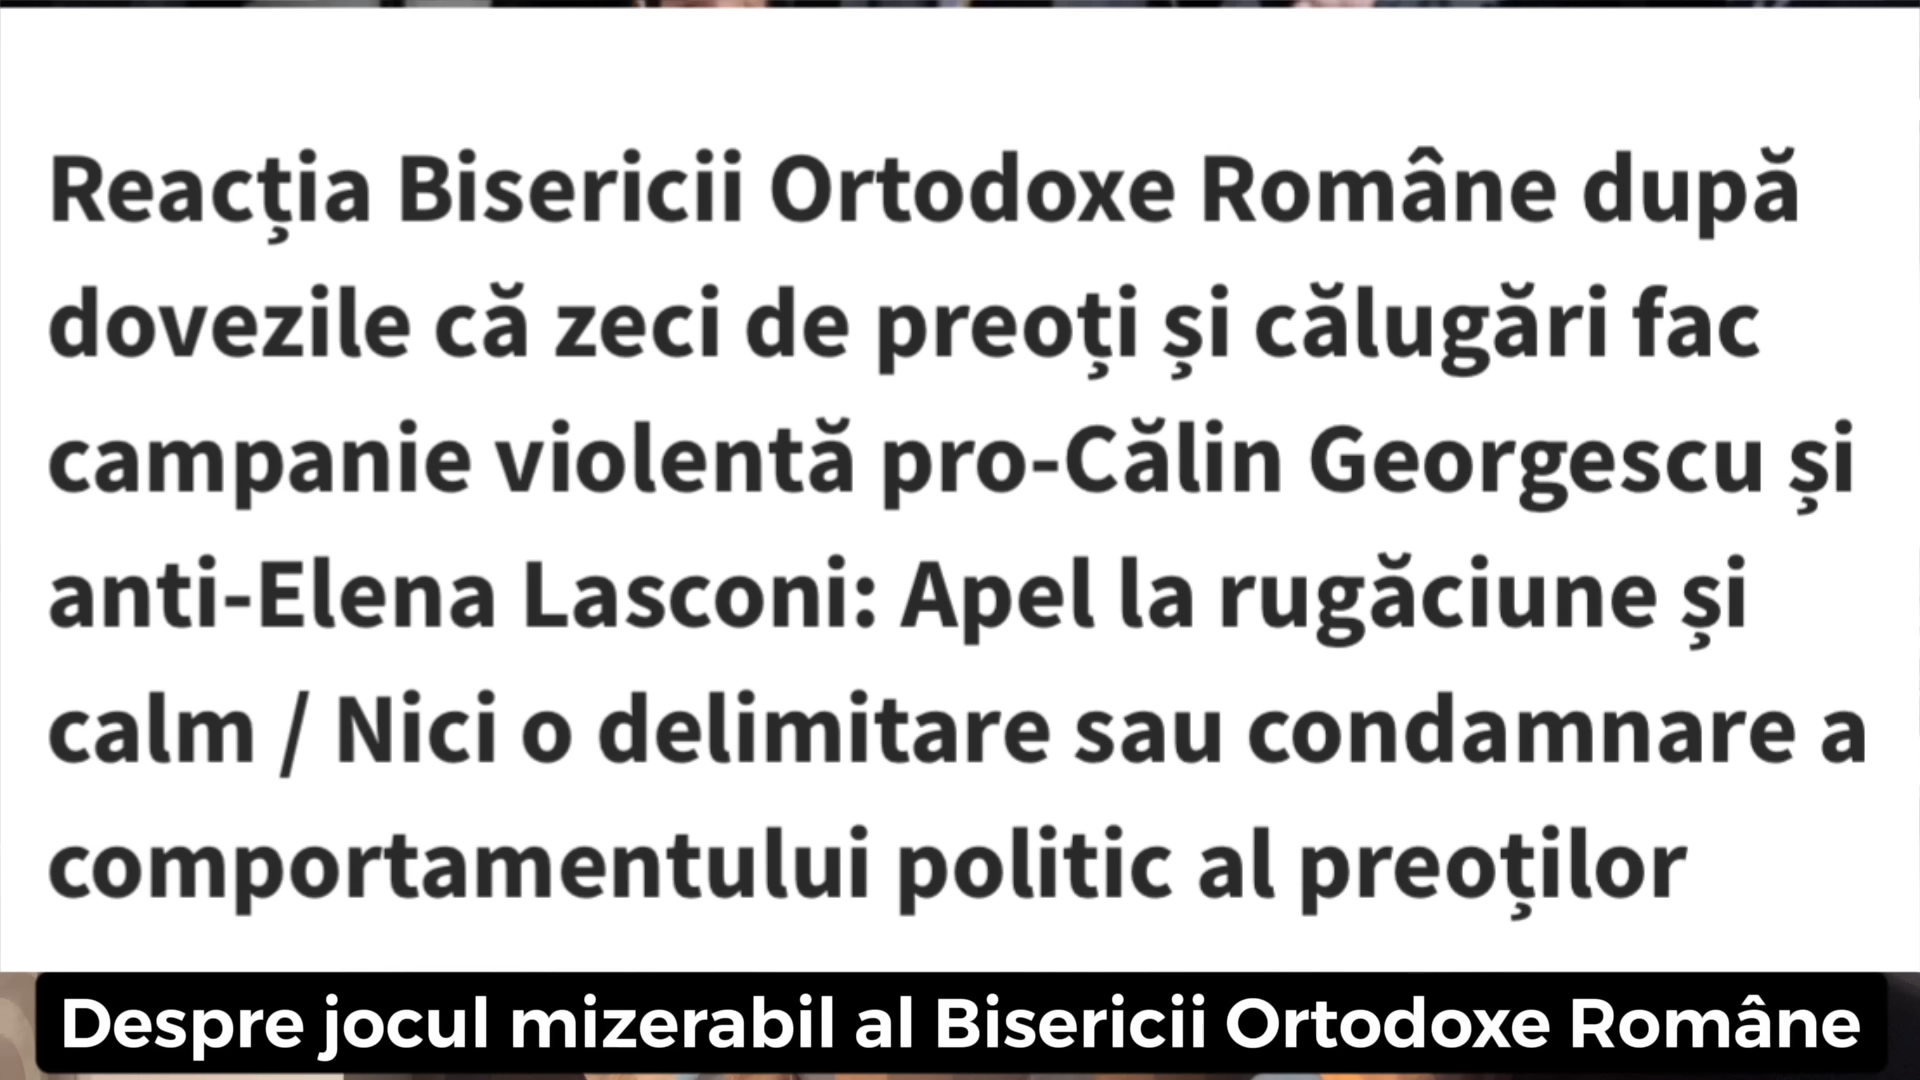 Reacția Bisericii Ortodoxe Române după
dovezile că zeci de preoți și călugări fac
campanie violentă pro-Călin Georgescu și
anti-Elena Lasconi: Apel la rugăciune și
calm / Nici o delimitare sau condamnare a
comportamentului politic al preoților
Despre jocul mizerabil al Bisericii Ortodoxe Române